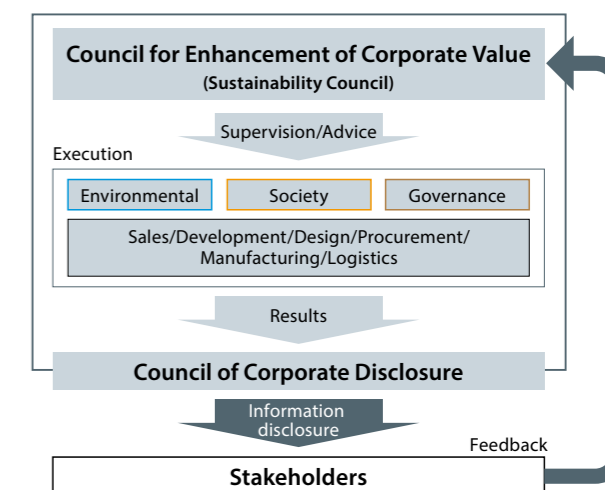 Council for Enhancement of Corporate Value
(Sustainability Council)
Supervision/Advice
Execution
Environmental
Society
Governance
Sales/Development/Design/Procurement/
Manufacturing/Logistics
Results
Council of Corporate Disclosure
Information
disclosure
Feedback
Stakeholders